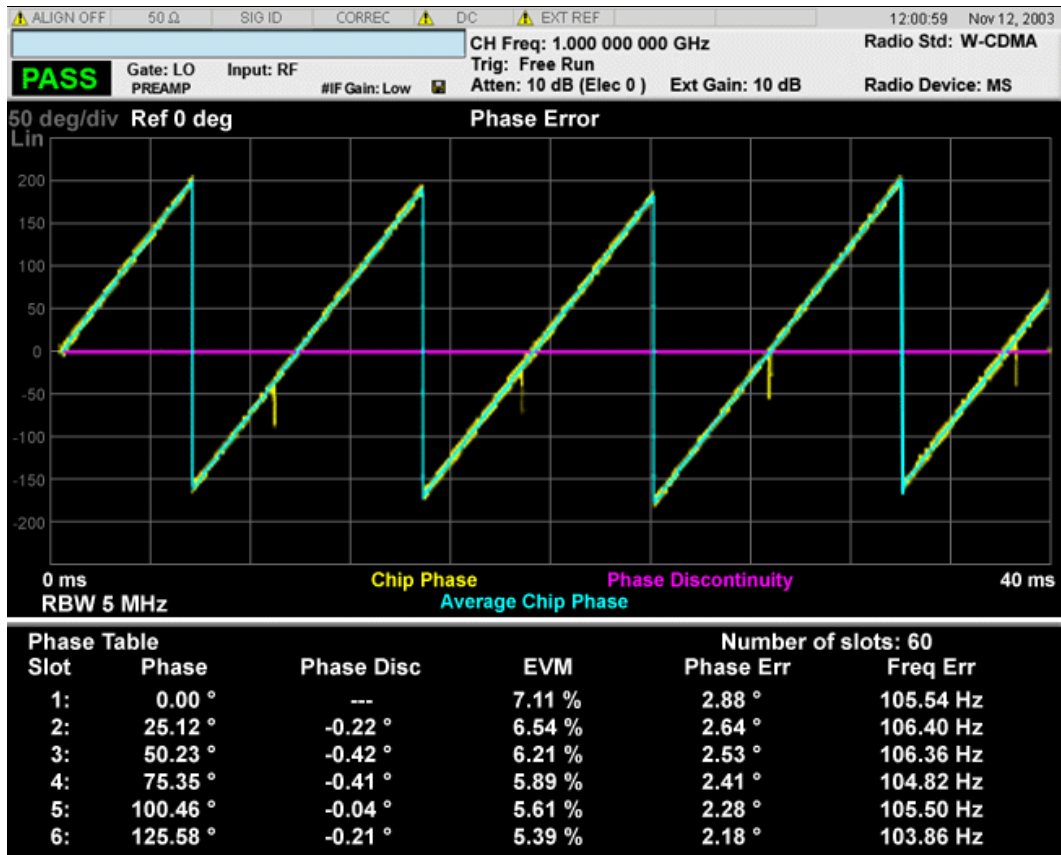 ALIGN OFF 50 Ω SIG ID CORREC DC EXT REF 12:00:59 Nov 12, 2003
CH Freq: 1.000 000 000 GHz Radio Std: W-CDMA
Trig: Free Run
PASS Gate: LO Input: RF
PREAMP #IF Gain: Low Atten: 10 dB (Elec 0 ) Ext Gain: 10 dB Radio Device: MS
50 deg/div Ref 0 deg Phase Error
Lin
200
150
100
50
0
-50
-100
-150
-200
0 ms Chip Phase Phase Discontinuity 40 ms
RBW 5 MHz Average Chip Phase
Phase Table Number of slots: 60
Slot Phase Phase Disc EVM Phase Err Freq Err
1: 0.00 ° --- 7.11 % 2.88 ° 105.54 Hz
2: 25.12 ° -0.22 ° 6.54 % 2.64 ° 106.40 Hz
3: 50.23 ° -0.42 ° 6.21 % 2.53 ° 106.36 Hz
4: 75.35 ° -0.41 ° 5.89 % 2.41 ° 104.82 Hz
5: 100.46 ° -0.04 ° 5.61 % 2.28 ° 105.50 Hz
6: 125.58 ° -0.21 ° 5.39 % 2.18 ° 103.86 Hz